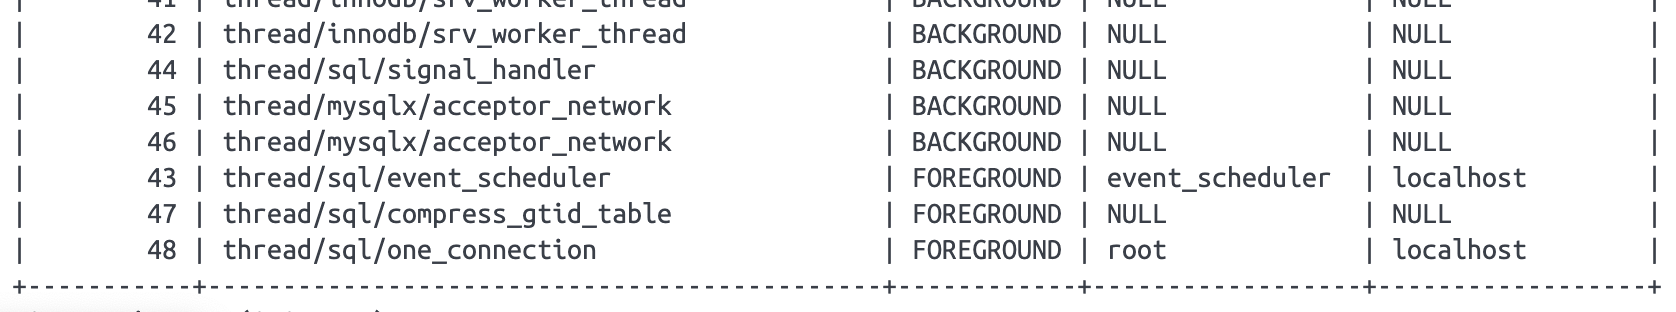 | 41 | thread/innodb/srv_worker_thread | BACKGROUND | NULL | NULL |
| 42 | thread/innodb/srv_worker_thread | BACKGROUND | NULL | NULL |
| 44 | thread/sql/signal_handler | BACKGROUND | NULL | NULL |
| 45 | thread/mysqlx/acceptor_network | BACKGROUND | NULL | NULL |
| 46 | thread/mysqlx/acceptor_network | BACKGROUND | NULL | NULL |
| 43 | thread/sql/event_scheduler | FOREGROUND | event_scheduler | localhost |
| 47 | thread/sql/compress_gtid_table | FOREGROUND | NULL | NULL |
| 48 | thread/sql/one_connection | FOREGROUND | root | localhost |